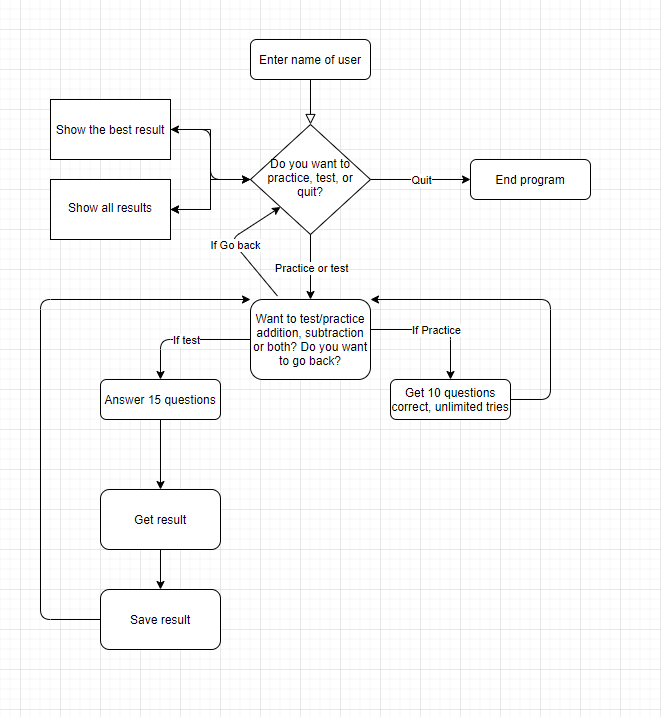 Enter name of user
Show the best result
Do you want to
practice, test, or
quit?
Quit
End program
Show all results
If Go back
Practice or test
Want to test/practice
addition, subtraction
or both? Do you want
to go back?
If test
If Practice
Answer 15 questions
Get 10 questions
correct, unlimited tries
Get result
Save result